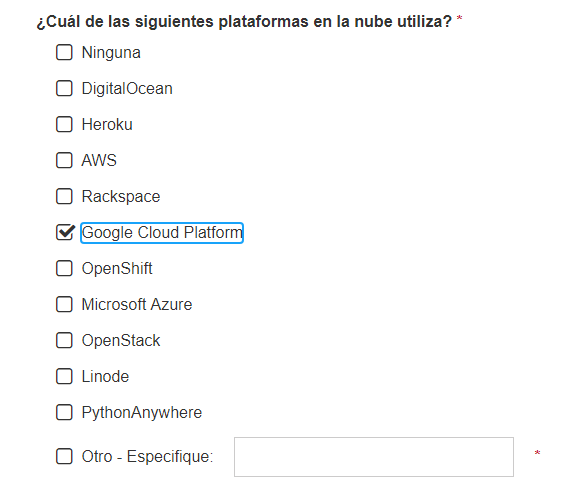 ¿Cuál de las siguientes plataformas en la nube utiliza? *
Ninguna
DigitalOcean
Heroku
AWS
Rackspace
Google Cloud Platform
OpenShift
Microsoft Azure
OpenStack
Linode
PythonAnywhere
Otro - Especifique: *